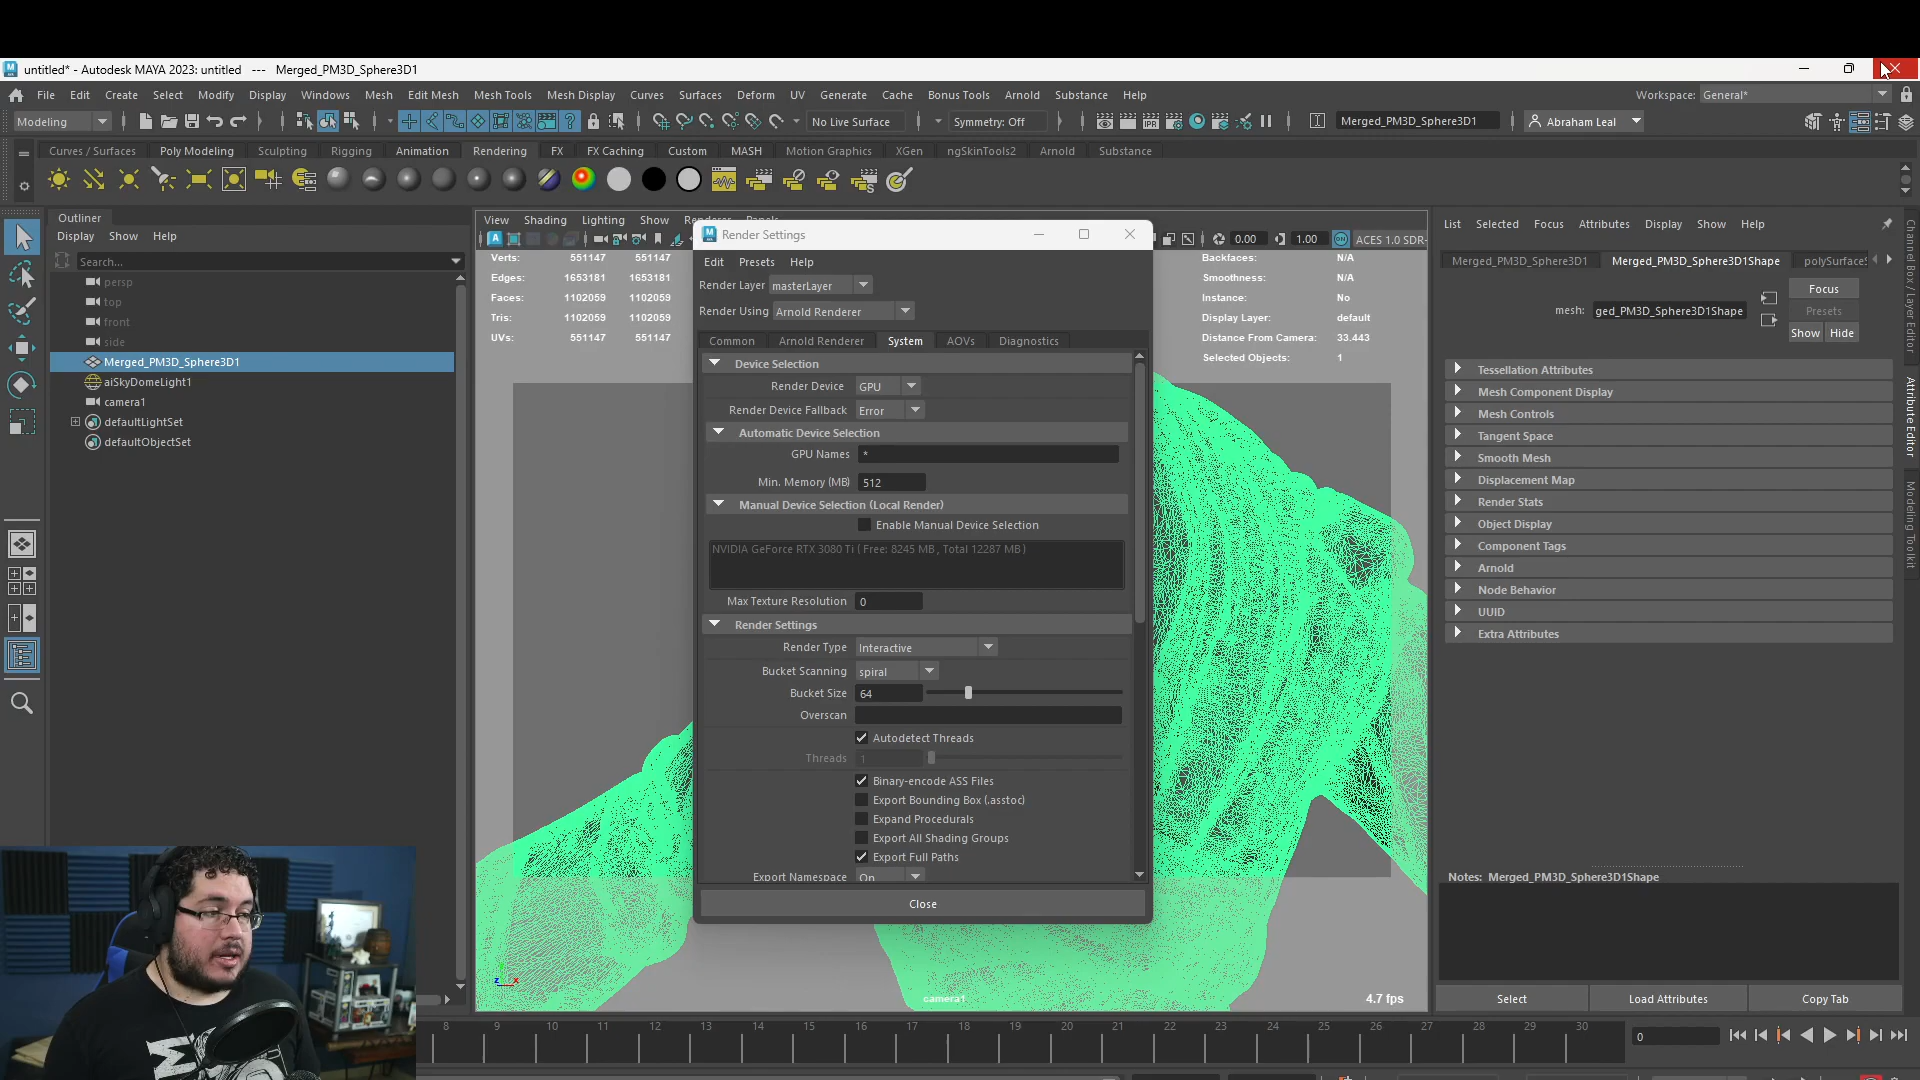 untitled* - Autodesk MAYA 2023: untitled --- Merged_PM3D_Sphere3D1
File Edit Create Select Modify Display Windows Mesh Edit Mesh Mesh Tools Mesh Display Curves Surfaces Deform UV Generate Cache Bonus Tools Arnold Substance Help
Workspace: General*
Modeling No Live Surface Symmetry: Off Merged_PM3D_Sphere3D1 Abraham Leal
Curves / Surfaces Poly Modeling Sculpting Rigging Animation Rendering FX FX Caching Custom MASH Motion Graphics XGen ngSkinTools2 Arnold Substance
Outliner
Display Show Help
Search...
persp
top
front
side
Merged_PM3D_Sphere3D1
aiSkyDomeLight1
camera1
defaultLightSet
defaultObjectSet
View Shading Lighting Show Panels
0.00 1.00 ACES 1.0 SDR-
Verts: 551147 551147
Edges: 1653181 1653181
Faces: 1102059 1102059
Tris: 1102059 1102059
UVs: 551147 551147
Backfaces: N/A
Smoothness: N/A
Instance: No
Display Layer: default
Distance From Camera: 33.443
Selected Objects: 1
Render Settings
Edit Presets Help
Render Layer masterLayer
Render Using Arnold Renderer
Common Arnold Renderer System AOVs Diagnostics
Device Selection
Render Device GPU
Render Device Fallback Error
Automatic Device Selection
GPU Names *
Min. Memory (MB) 512
Manual Device Selection (Local Render)
Enable Manual Device Selection
NVIDIA GeForce RTX 3080 Ti ( Free: 8245 MB , Total 12287 MB )
Max Texture Resolution 0
Render Settings
Render Type Interactive
Bucket Scanning spiral
Bucket Size 64
Overscan
Autodetect Threads
Threads 1
Binary-encode ASS Files
Export Bounding Box (.asstoc)
Expand Procedurals
Export All Shading Groups
Export Full Paths
Export Namespace On
Close
camera1
4.7 fps
List Selected Focus Attributes Display Show Help
Merged_PM3D_Sphere3D1 Merged_PM3D_Sphere3D1Shape polySurfaceS
Focus
mesh: ged_PM3D_Sphere3D1Shape
Presets
Show Hide
Tessellation Attributes
Mesh Component Display
Mesh Controls
Tangent Space
Smooth Mesh
Displacement Map
Render Stats
Object Display
Component Tags
Arnold
Node Behavior
UUID
Extra Attributes
Notes: Merged_PM3D_Sphere3D1Shape
Select Load Attributes Copy Tab
Channel Box / Layer Editor
Attribute Editor
Modeling Toolkit
8 9 10 11 12 13 14 15 16 17 18 19 20 21 22 23 24 25 26 27 28 29 30
0